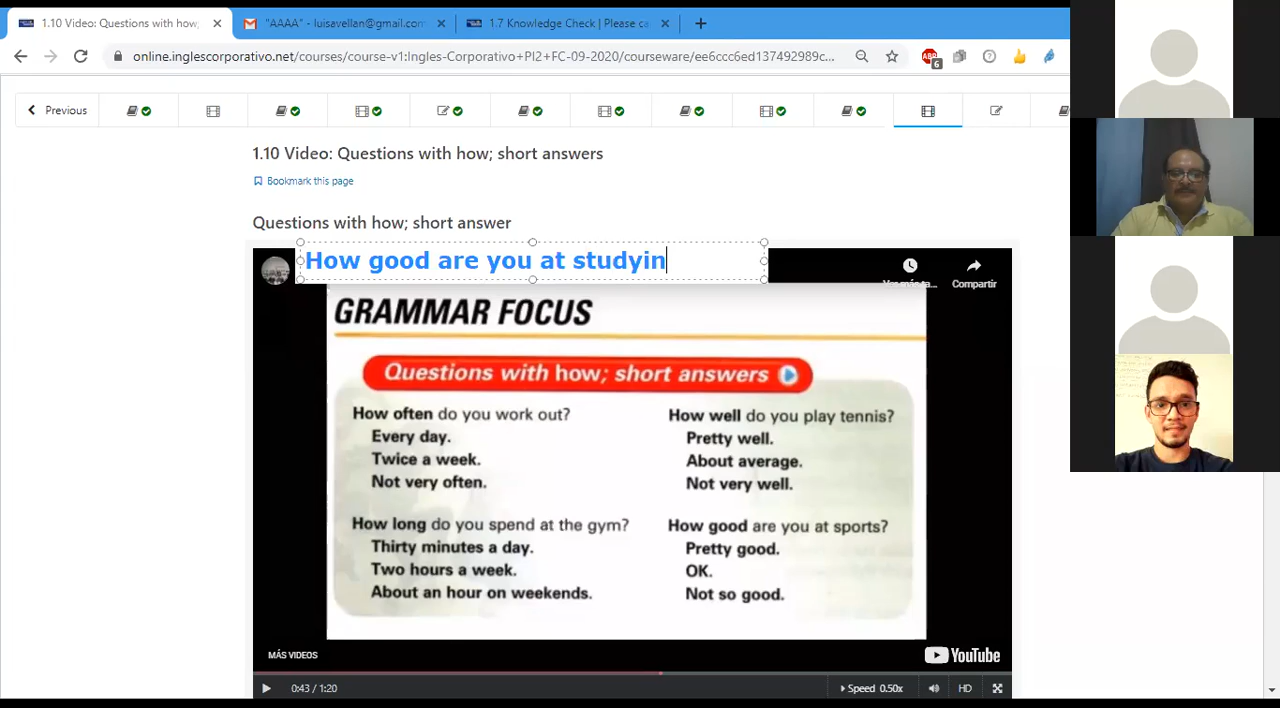 1.10 Video: Questions with how;
"AAAA" - luisavellan@gmail.com
1.7 Knowledge Check | Please ca
online.inglescorporativo.net/courses/course-v1:Ingles-Corporativo+PI2+FC-09-2020/courseware/ee6ccc6ed137492989c...
6
Previous
1.10 Video: Questions with how; short answers
Bookmark this page
Questions with how; short answer
How good are you at studyin
Compartir
GRAMMAR FOCUS
Questions with how; short answers
How often do you work out?
Every day.
Twice a week.
Not very often.
How well do you play tennis?
Pretty well.
About average.
Not very well.
How long do you spend at the gym?
Thirty minutes a day.
Two hours a week.
About an hour on weekends.
How good are you at sports?
Pretty good.
OK.
Not so good.
MÁS VIDEOS
YouTube
0:43 / 1:20
Speed 0.50x
HD